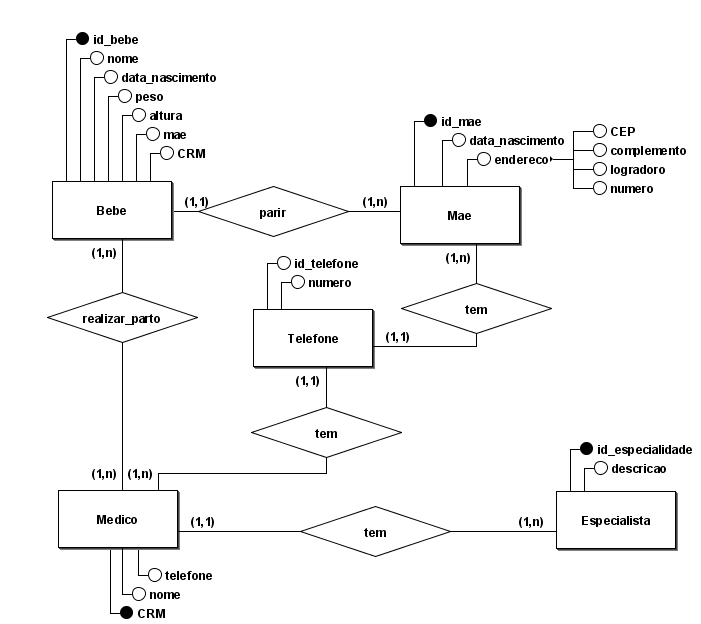 id_bebe
nome
data_nascimento
peso
altura
mae
CRM
Bebe
(1,1)
parir
(1,n)
id_mae
data_nascimento
endereco
CEP
complemento
logradoro
numero
Mae
(1,n)
(1,n)
id_telefone
numero
tem
realizar_parto
Telefone
(1,1)
(1,1)
tem
(1,n)
(1,n)
id_especialidade
descricao
Medico
(1,1)
tem
(1,n)
Especialista
telefone
nome
CRM